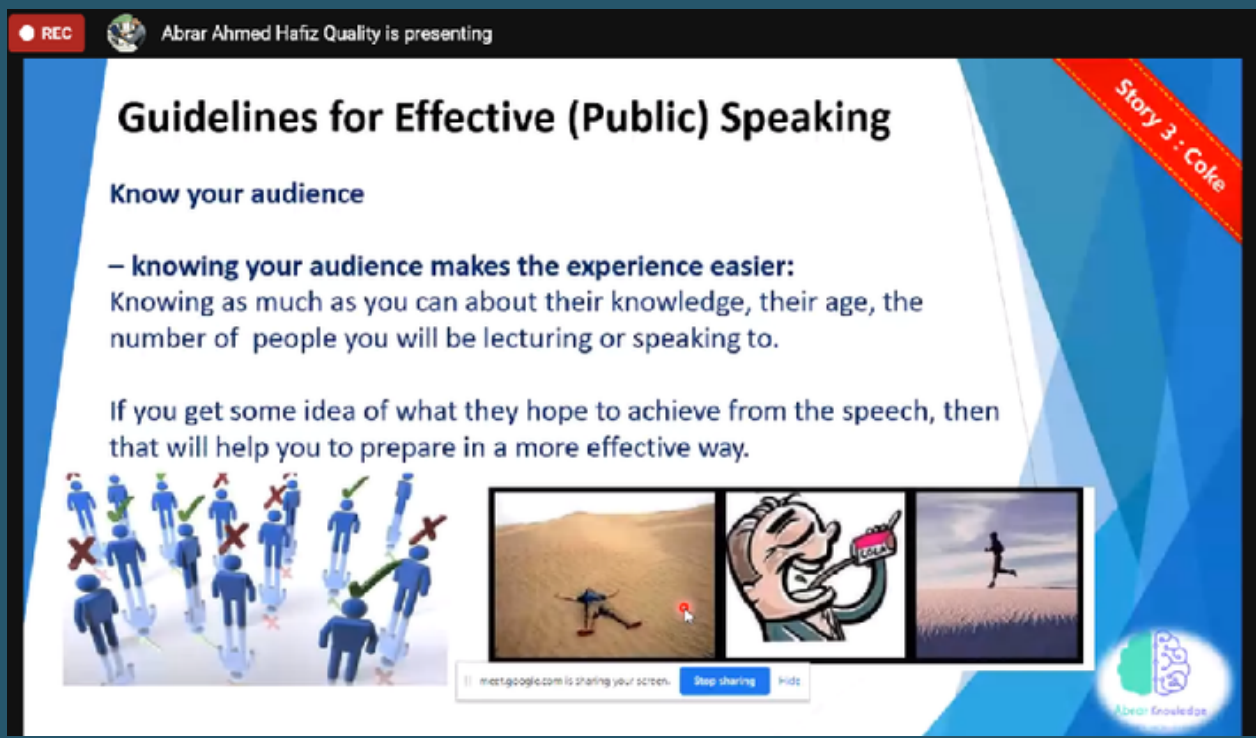 REC
Abrar Ahmed Hafiz Quality is presenting
Guidelines for Effective (Public) Speaking
Story 3 : Coke
Know your audience
– knowing your audience makes the experience easier:
Knowing as much as you can about their knowledge, their age, the
number of  people you will be lecturing or speaking to.
If you get some idea of what they hope to achieve from the speech, then
that will help you to prepare in a more effective way.
COLA
meet.google.com is sharing your screen.
Stop sharing
Hide
Abrar Knowledge